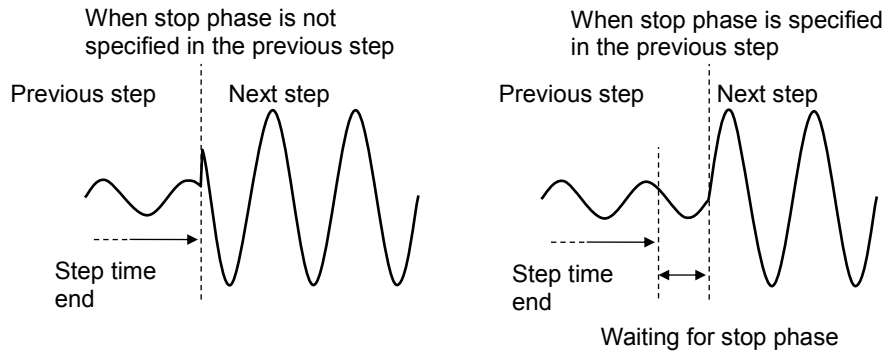 When stop phase is not
specified in the previous step
Previous step
Next step
Step time
end
When stop phase is specified
in the previous step
Previous step
Next step
Step time
end
Waiting for stop phase